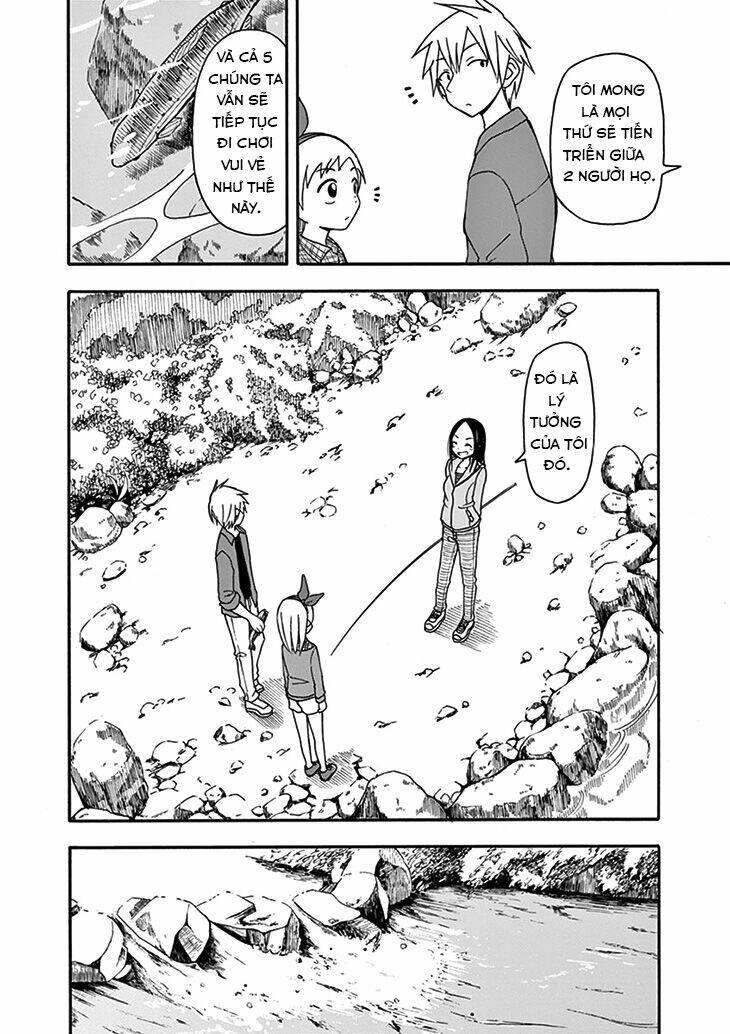 TÔI MONG
LÀ MỌI
THỨ SẼ TIẾN
TRIỂN GIỮA
2 NGƯỜI HỌ.
VÀ CẢ 5
CHÚNG TA
VẪN SẼ
TIẾP TỤC
ĐI CHƠI
VUI VẺ
NHƯ THẾ
NÀY.
ĐÓ LÀ
LÝ
TƯỞNG
CỦA TÔI
ĐÓ.